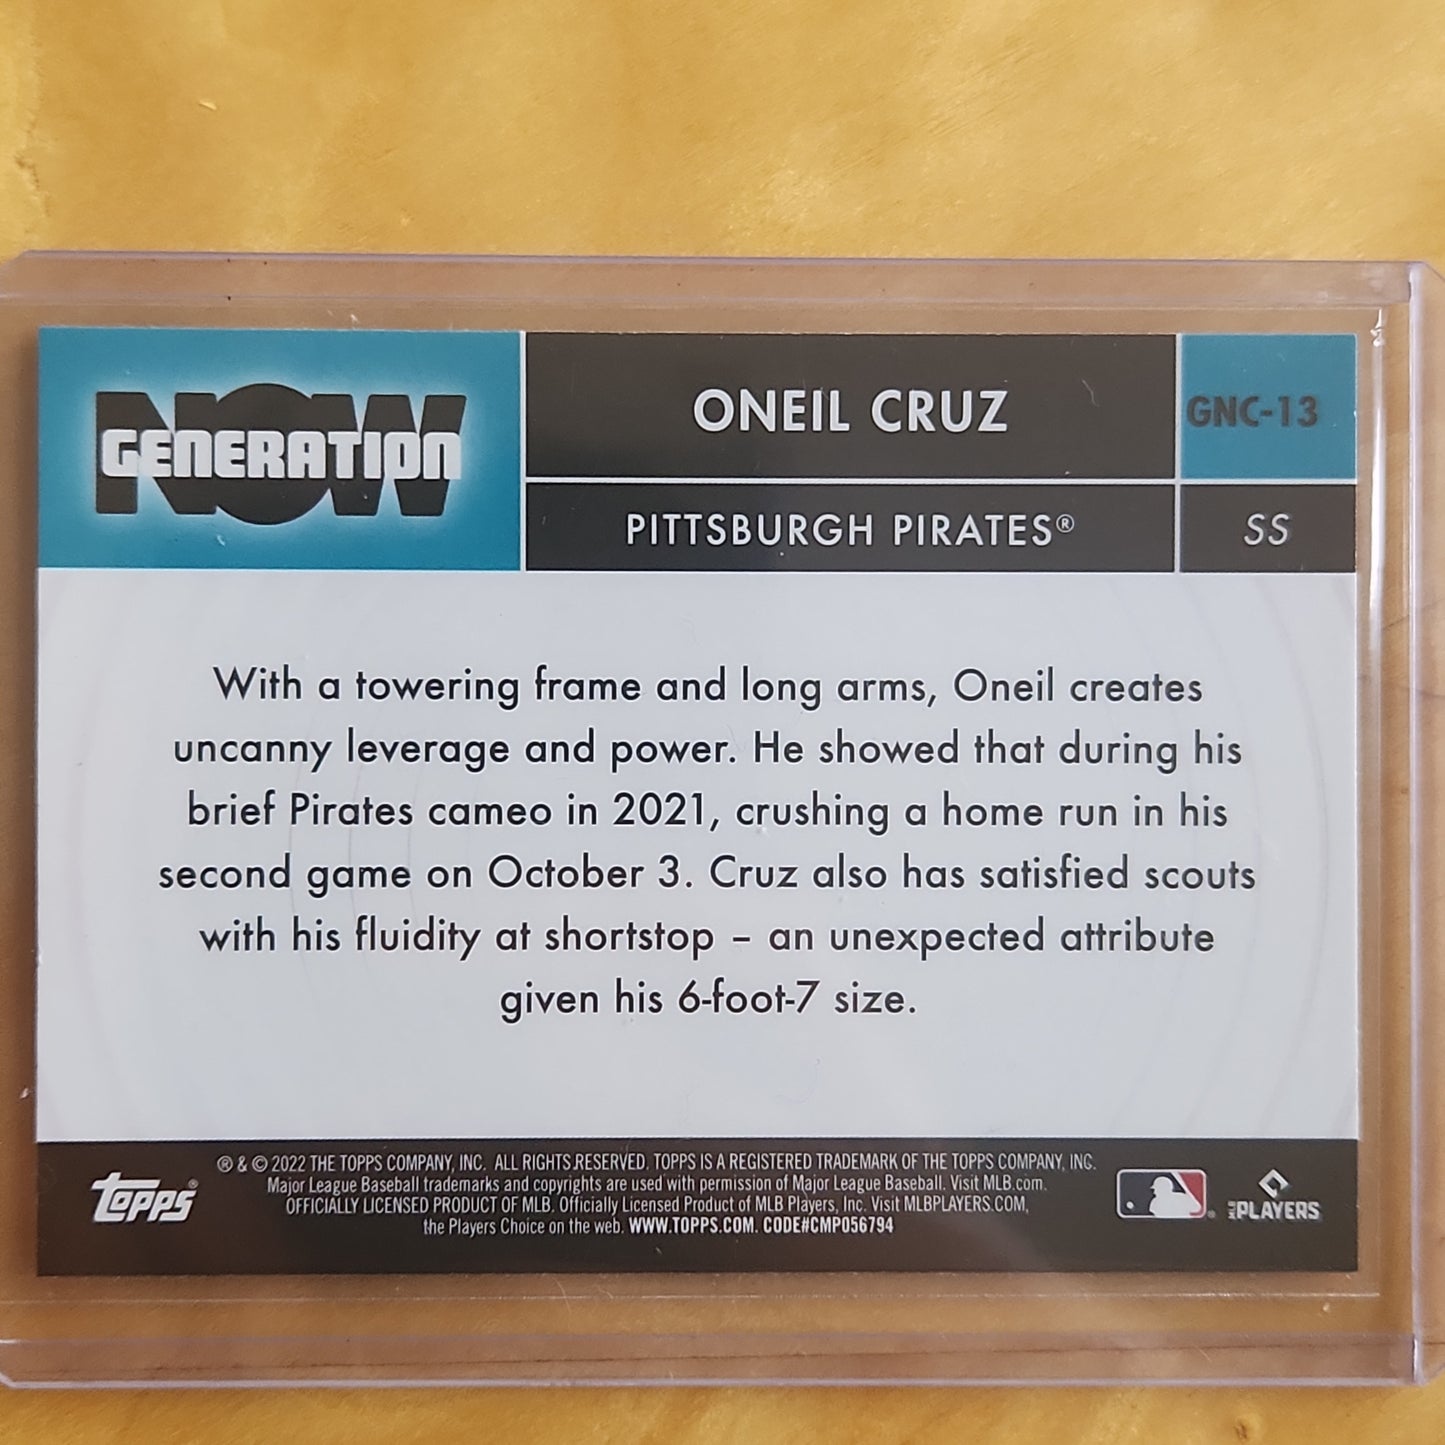 GENERATION NOW
ONEIL CRUZ
GNC-13
PITTSBURGH PIRATES®
SS
With a towering frame and long arms, Oneil creates
uncanny leverage and power. He showed that during his
brief Pirates cameo in 2021, crushing a home run in his
second game on October 3. Cruz also has satisfied scouts
with his fluidity at shortstop – an unexpected attribute
given his 6-foot-7 size.
topps®
® & © 2022 THE TOPPS COMPANY, INC. ALL RIGHTS RESERVED. TOPPS IS A REGISTERED TRADEMARK OF THE TOPPS COMPANY, INC.
Major League Baseball trademarks and copyrights are used with permission of Major League Baseball. Visit MLB.com.
OFFICIALLY LICENSED PRODUCT OF MLB. Officially Licensed Product of MLB Players, Inc. Visit MLBPLAYERS.COM,
the Players Choice on the web. WWW.TOPPS.COM. CODE#CMP056794
MLB PLAYERS